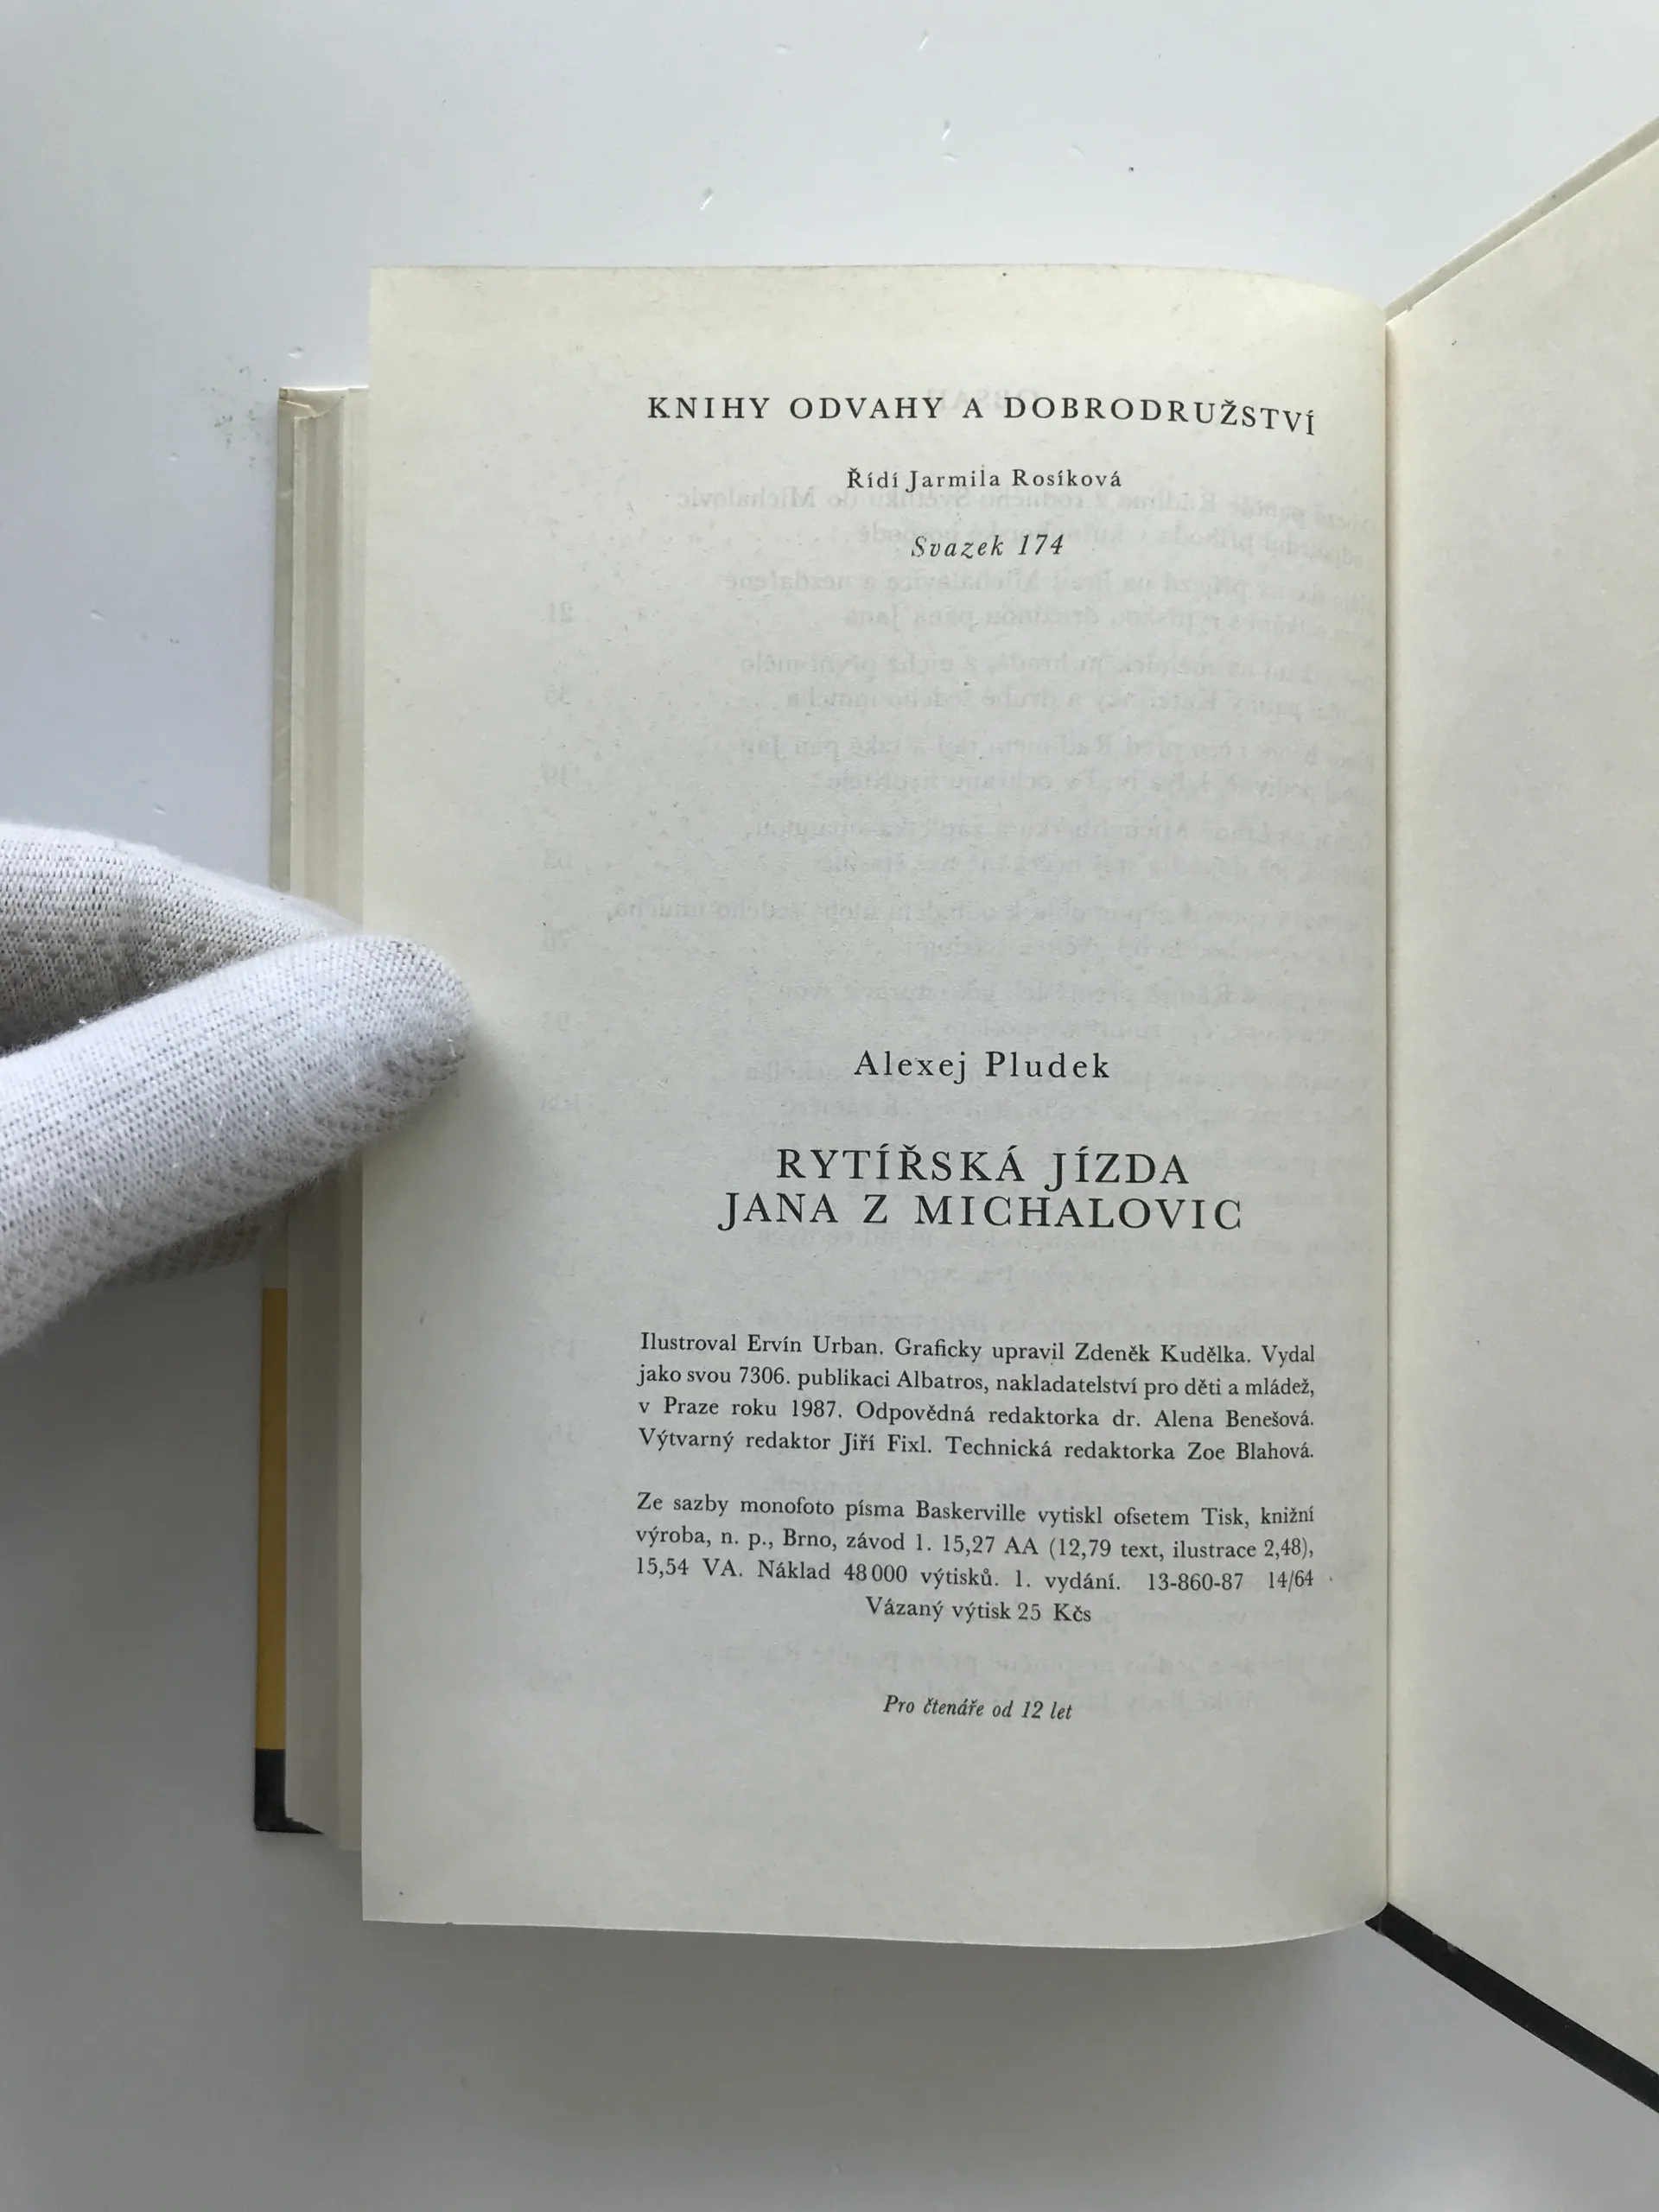 KNIHY ODVAHY A DOBRODRUŽSTVÍ
Řídí Jarmila Rosíková
Svazek 174
Alexej Pludek
RYTÍŘSKÁ JÍZDA
JANA Z MICHALOVIC
Ilustroval Ervín Urban. Graficky upravil Zdeněk Kudělka. Vydal
jako svou 7306. publikaci Albatros, nakladatelství pro děti a mládež,
v Praze roku 1987. Odpovědná redaktorka dr. Alena Benešová.
Výtvarný redaktor Jiří Fixl. Technická redaktorka Zoe Blahová.
Ze sazby monofoto písma Baskerville vytiskl ofsetem Tisk, knižní
výroba, n. p., Brno, závod 1. 15,27 AA (12,79 text, ilustrace 2,48),
15,54 VA. Náklad 48 000 výtisků. 1. vydání. 13-860-87 14/64
Vázaný výtisk 25 Kčs
Pro čtenáře od 12 let